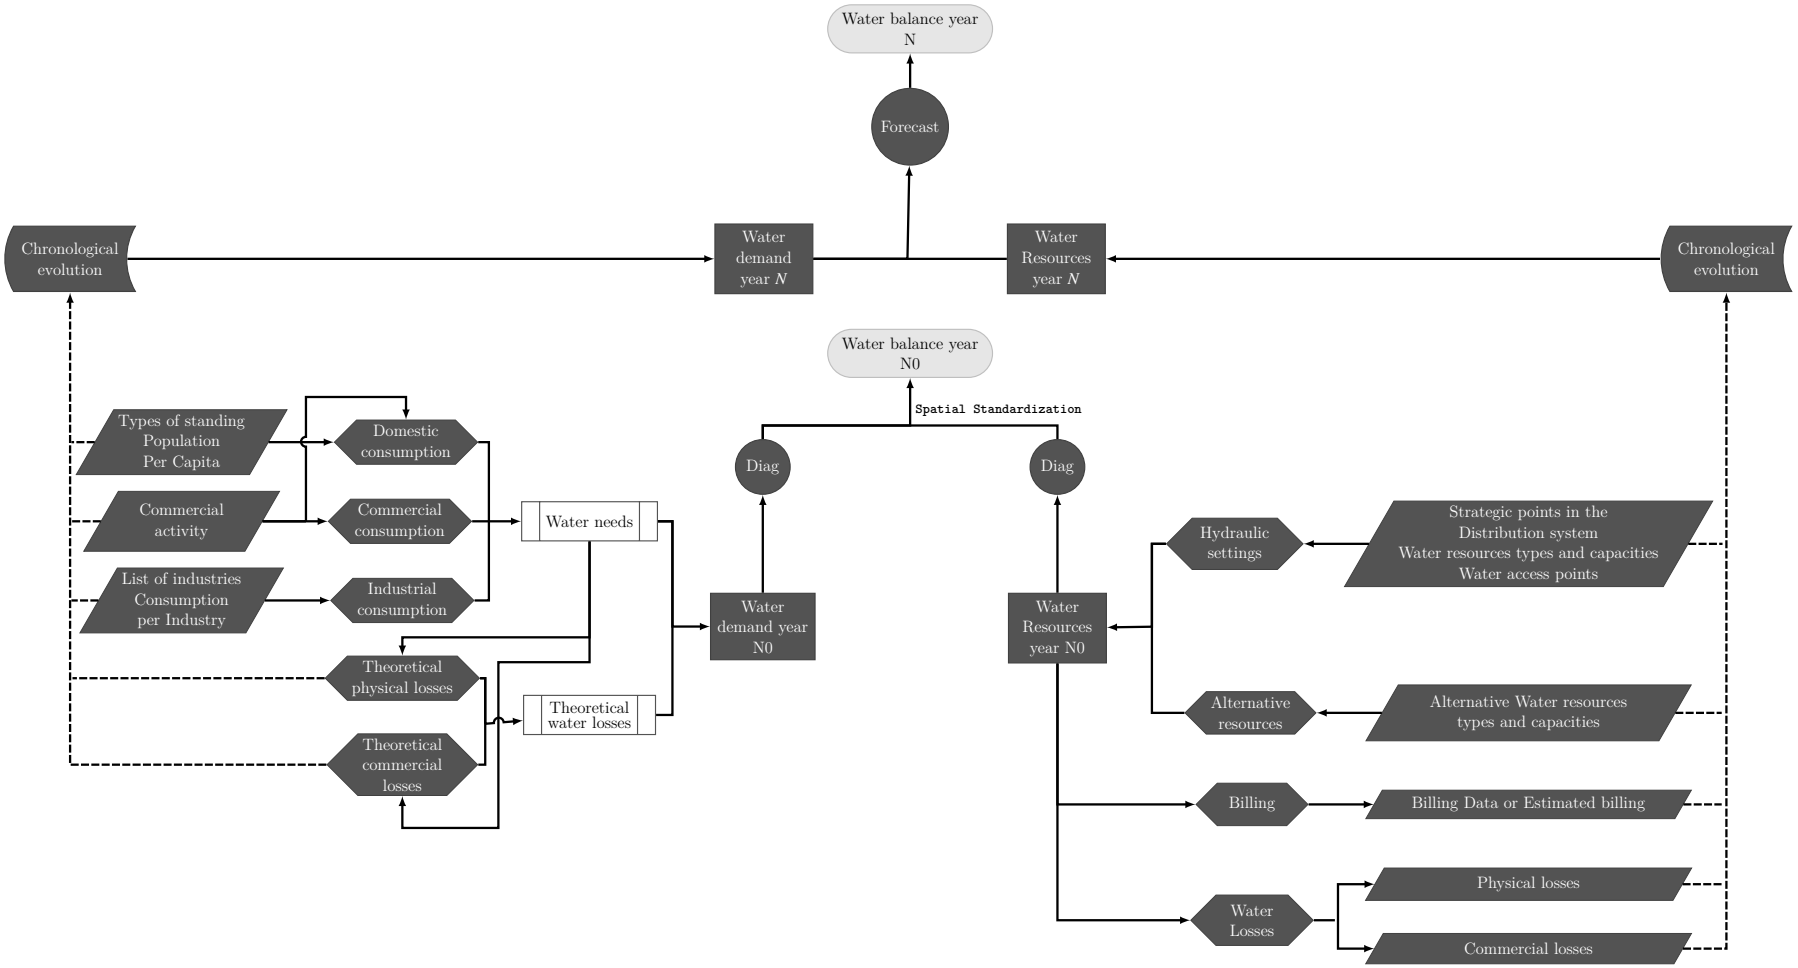 Water balance year
N
Forecast
Chronological
evolution
Water
demand
year N
Water
Resources
year N
Chronological
evolution
Water balance year
N0
Spatial Standardization
Types of standing
Population
Per Capita
Domestic
consumption
Diag
Diag
Commercial
activity
Commercial
consumption
Water needs
Hydraulic
settings
Strategic points in the
Distribution system
Water resources types and capacities
Water access points
List of industries
Consumption
per Industry
Industrial
consumption
Water
demand year
N0
Water
Resources
year N0
Theoretical
physical losses
Theoretical
water losses
Alternative
resources
Alternative Water resources
types and capacities
Theoretical
commercial
losses
Billing
Billing Data or Estimated billing
Water
Losses
Physical losses
Commercial losses